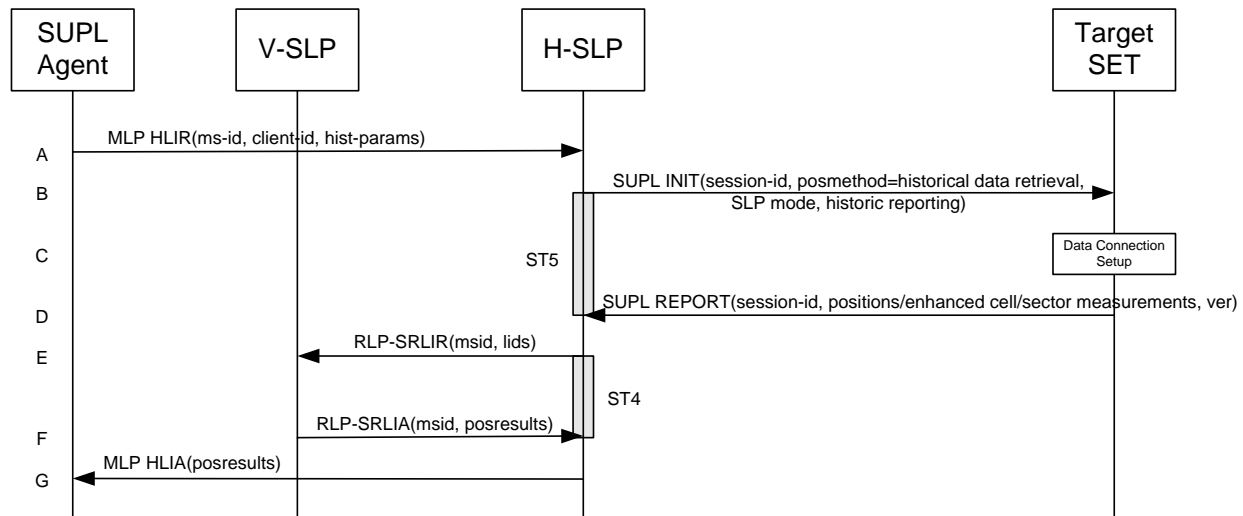 SUPL
Agent
V-SLP
H-SLP
Target
SET
A
MLP HLIR(ms-id, client-id, hist-params)
B
SUPL INIT(session-id, posmethod=historical data retrieval,
SLP mode, historic reporting)
C
ST5
Data Connection
Setup
D
SUPL REPORT(session-id, positions/enhanced cell/sector measurements, ver)
E
RLP-SRLIR(msid, lids)
ST4
F
RLP-SRLIA(msid, posresults)
G
MLP HLIA(posresults)